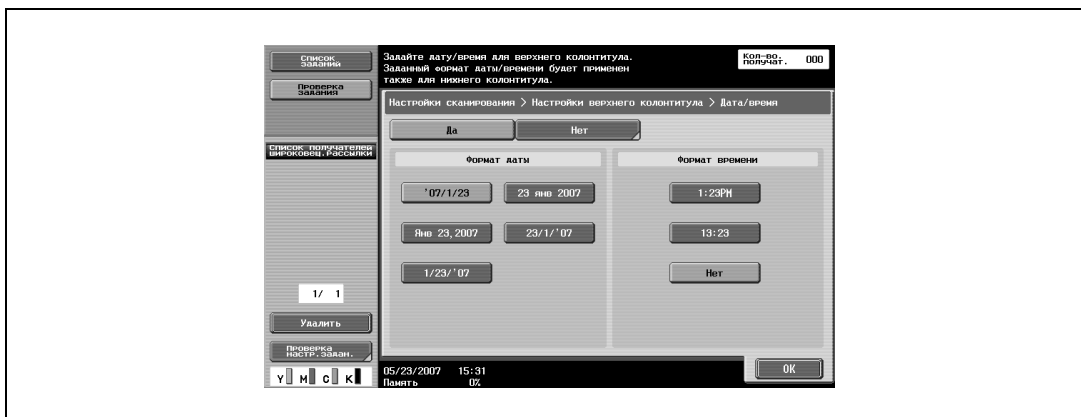 Список
заданий
Проверка
задания
Задайте дату/время для верхнего колонтитула.
Заданный формат даты/времени будет применен
также для нижнего колонтитула.
Кол-во.
получат. 000
Настройки сканирования > Настройки верхнего колонтитула > Дата/время
Да Нет
Список получателей
широковещ.рассылки
Формат даты Формат времени
'07/1/23 23 янв 2007 1:23PM
Янв 23,2007 23/1/'07 13:23
1/23/'07 Нет
1/ 1
Удалить
Проверка
настр.задан.
Y M C K
05/23/2007 15:31
Память 0%
OK